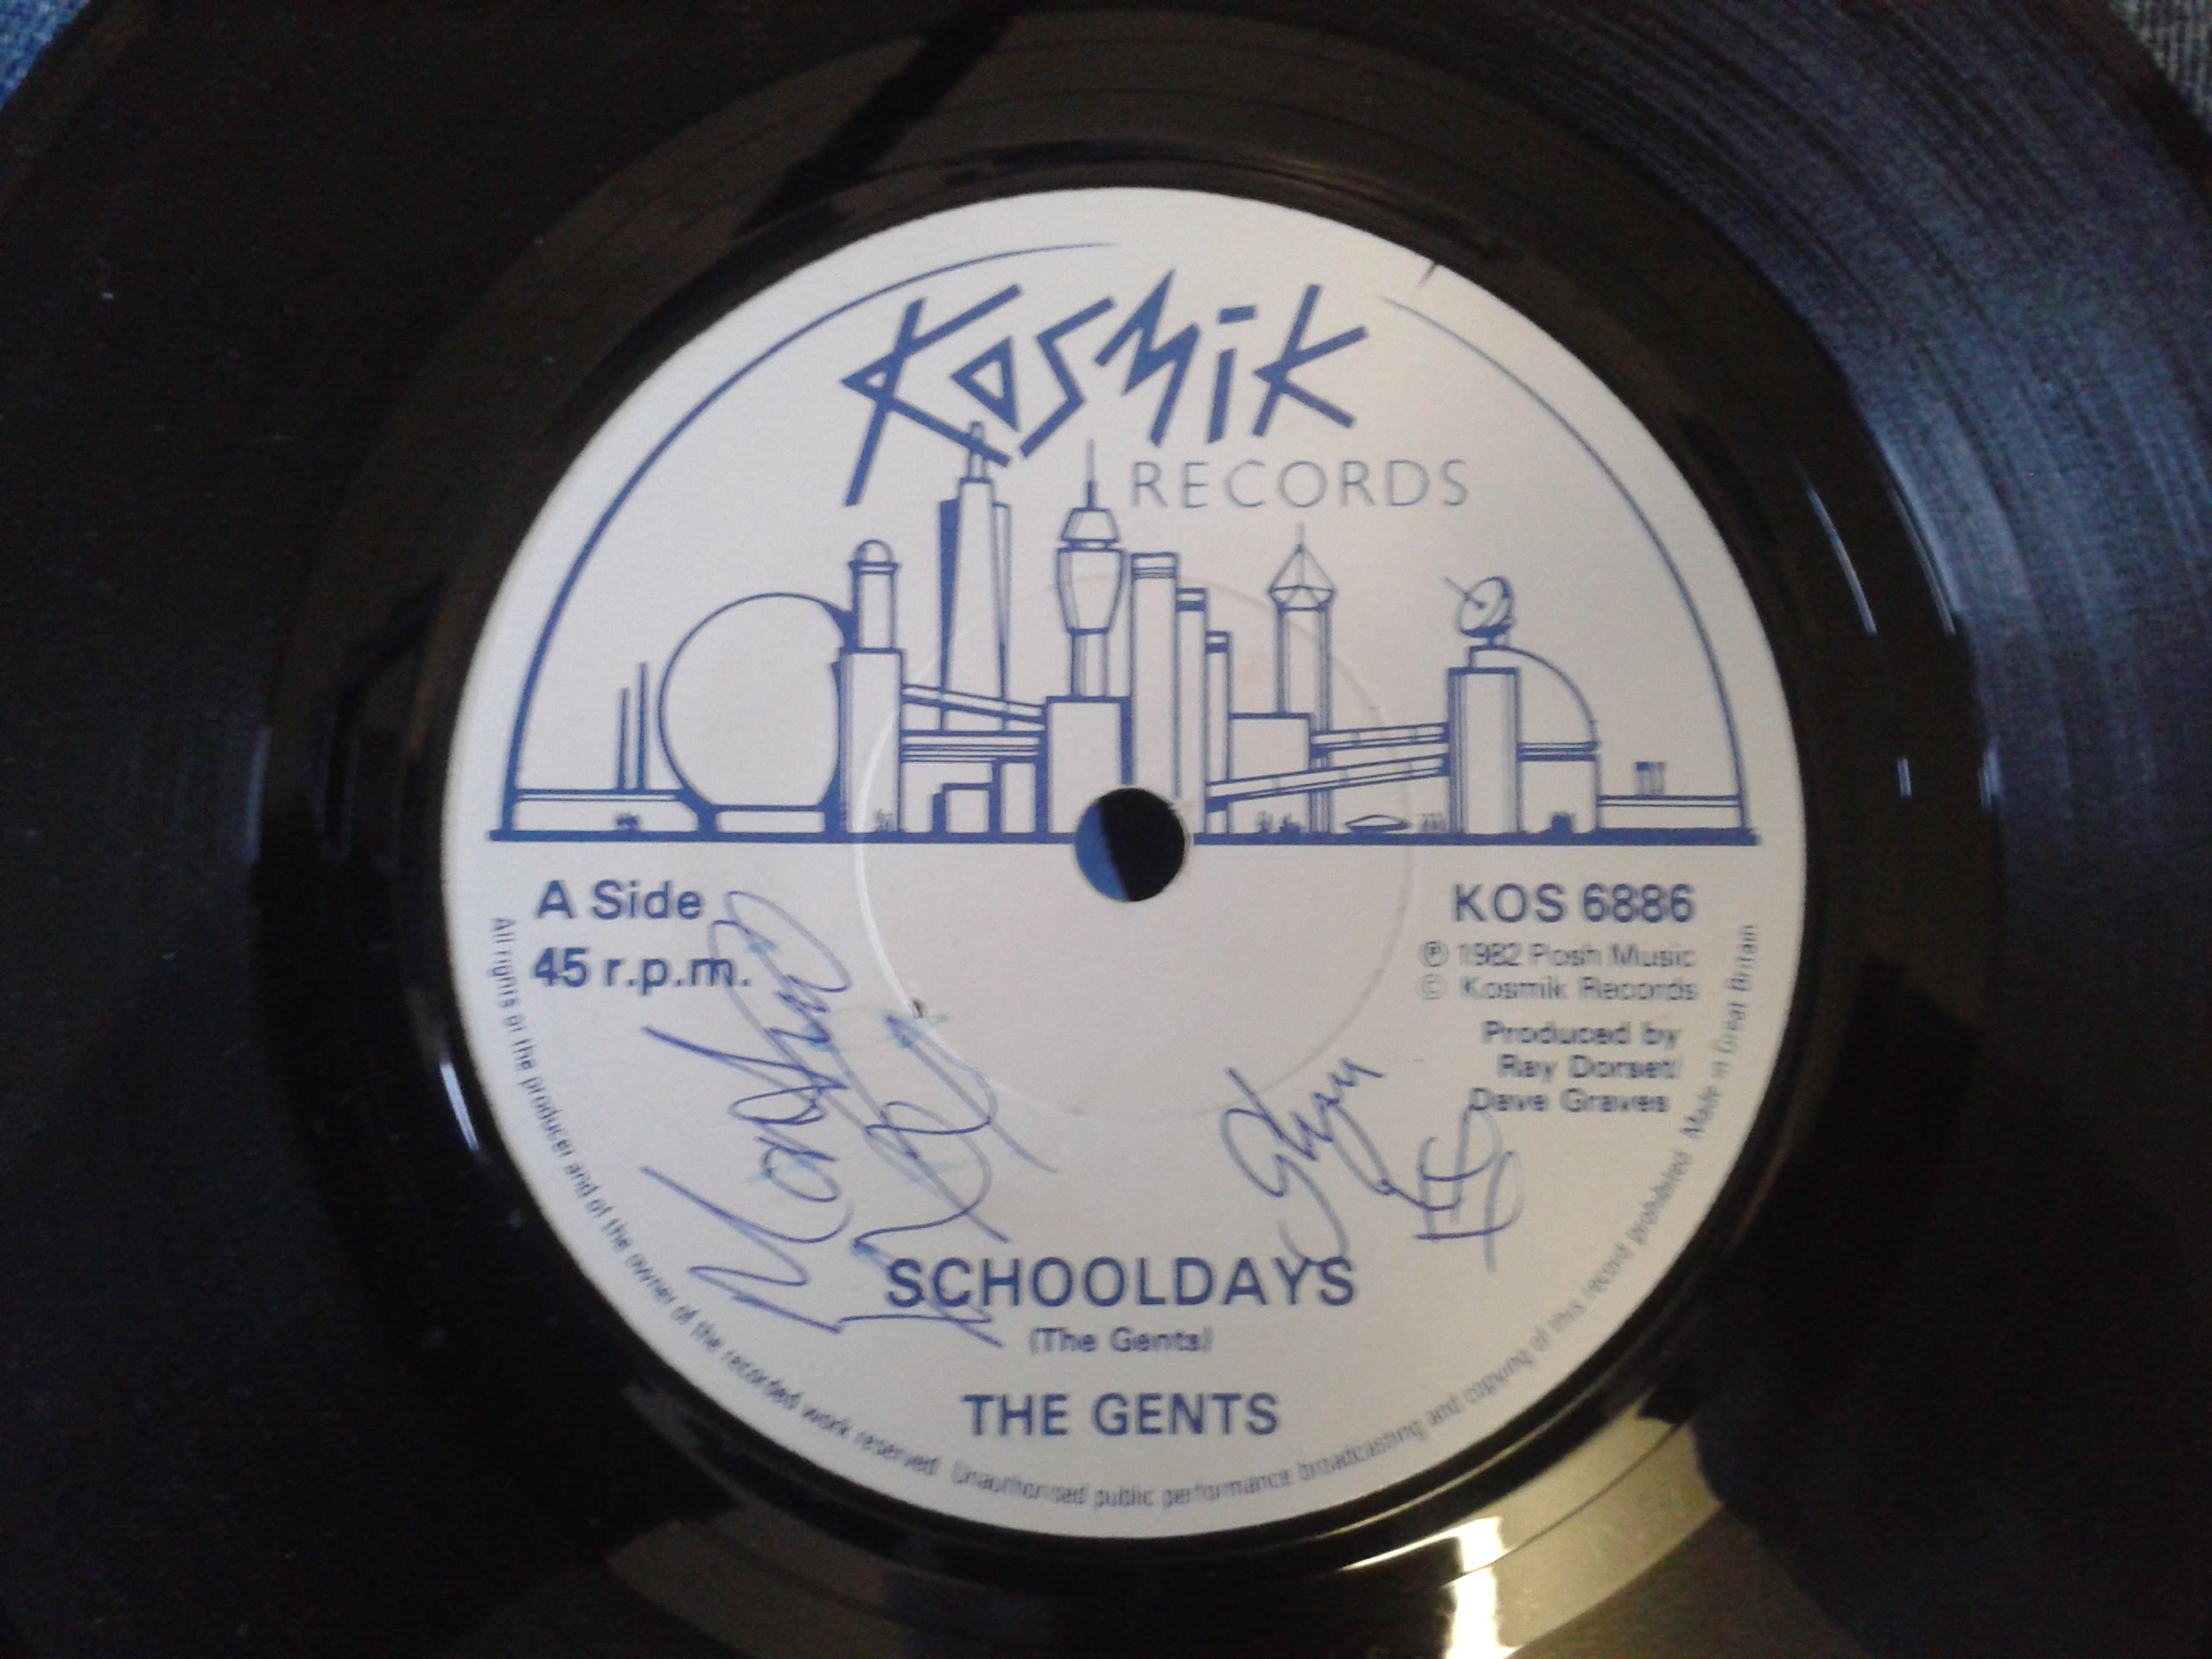 Kosmik
RECORDS
A Side
45 r.p.m.
KOS 6886
℗ 1982 Posh Music
© Kosmik Records
Produced by
Ray Dorset/
Dave Graves
SCHOOLDAYS
(The Gents)
THE GENTS
All rights of the producer and of the owner of the recorded work reserved. Unauthorised public performance broadcasting and copying of this record prohibited. Made in Great Britain